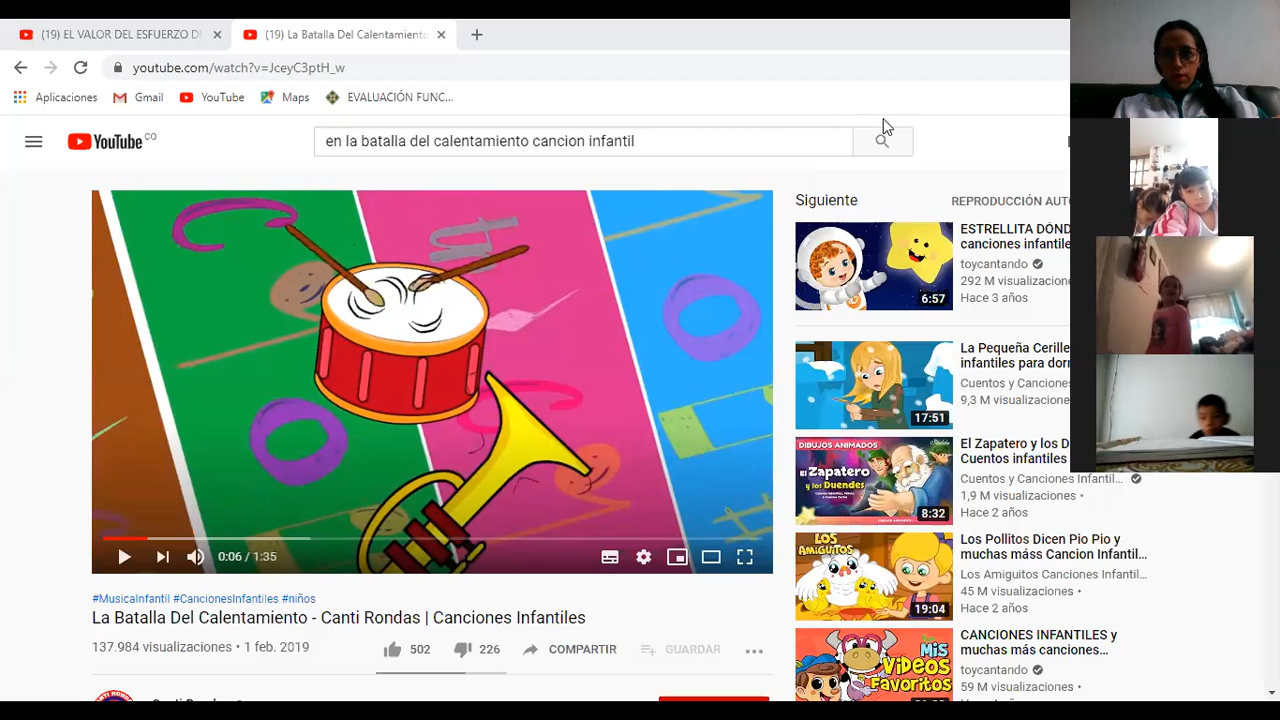 (19) EL VALOR DEL ESFUERZO D
(19) La Batalla Del Calentamiento
youtube.com/watch?v=JceyC3ptH_w
Aplicaciones
Gmail
YouTube
Maps
EVALUACIÓN FUNC...
YouTube CO
en la batalla del calentamiento cancion infantil
Siguiente
REPRODUCCIÓN AUTO
ESTRELLITA DÓND
canciones infantile
toycantando
292 M visualizacione
Hace 3 años
6:57
La Pequeña Cerille
infantiles para dorm
Cuentos y Canciones
9,3 M visualizaciones
17:51
DIBUJOS ANIMADOS
El Zapatero
y los Duendes
8:32
El Zapatero y los D
Cuentos infantiles
Cuentos y Canciones Infantil...
1,9 M visualizaciones •
Hace 2 años
LOS
AMIGUITOS
19:04
Los Pollitos Dicen Pio Pio y
muchas máss Cancion Infantil...
Los Amiguitos Canciones Infantil...
45 M visualizaciones •
Hace 2 años
MIS
VIDEOS
FAVORITOS
CANCIONES INFANTILES y
muchas más canciones...
toycantando
59 M visualizaciones •
0:06 / 1:35
#MusicaInfantil #CancionesInfantiles #niños
La Batalla Del Calentamiento - Canti Rondas | Canciones Infantiles
137.984 visualizaciones • 1 feb. 2019
502
226
COMPARTIR
GUARDAR